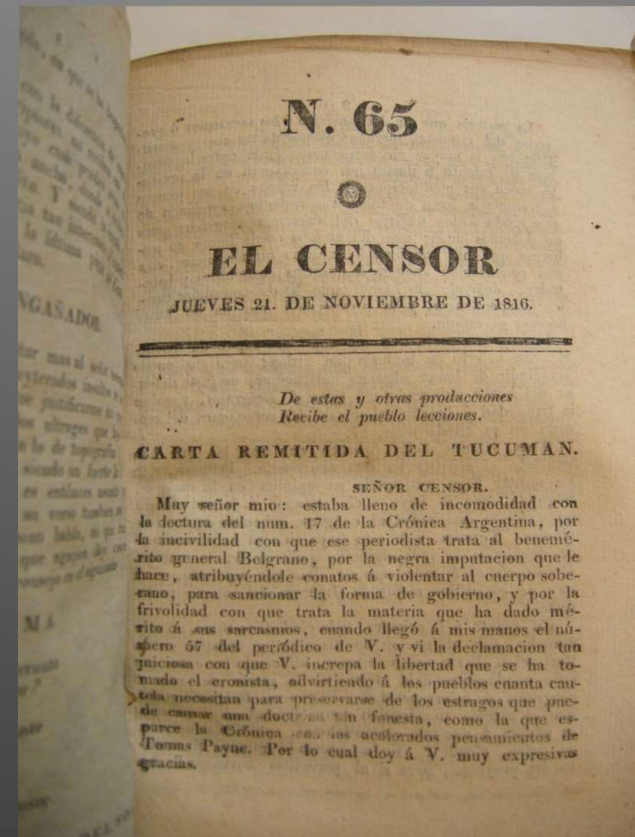 N. 65
EL CENSOR
JUEVES 21. DE NOVIEMBRE DE 1816.
De estas y otras producciones
Recibe el pueblo lecciones.
CARTA REMITIDA DEL TUCUMAN.
SEÑOR CENSOR.
Muy señor mio: estaba lleno de incomodidad con
la lectura del num. 17 de la Crónica Argentina, por
la incivilidad con que ese periodista trata al benemé-
rito general Belgrano, por la negra imputacion que le
hace, atribuyéndole conatos á violentar al cuerpo sobe-
rano, para sancionar la forma de gobierno, y por la
frivolidad con que trata la materia que ha dado mé-
rito á sus sarcasmos, cuando llegó á mis manos el nú-
mero 57 del periódico de V. y vi la declamacion tan
juiciosa con que V. increpa la libertad que se ha to-
mado el cronista, advirtiendo á los pueblos cuanta cau-
tela necesitan para preservarse de los estragos que pue-
de causar una doctrina tan funesta, como la que es-
parce la Crónica con los acolorados pensamientos de
Tomas Payne. Por lo cual doy á V. muy expresivas
gracias.
NGAÑADOR